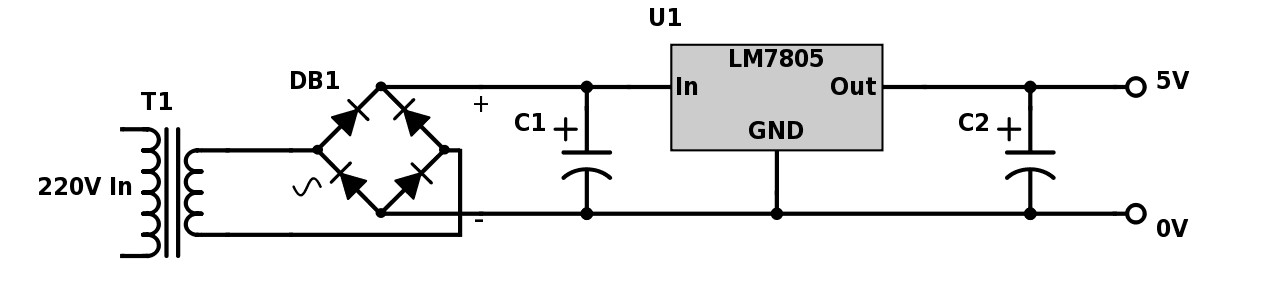 U1
LM7805
DB1
In
Out
5V
T1
+
C1 +
C2 +
GND
220V In
-
0V